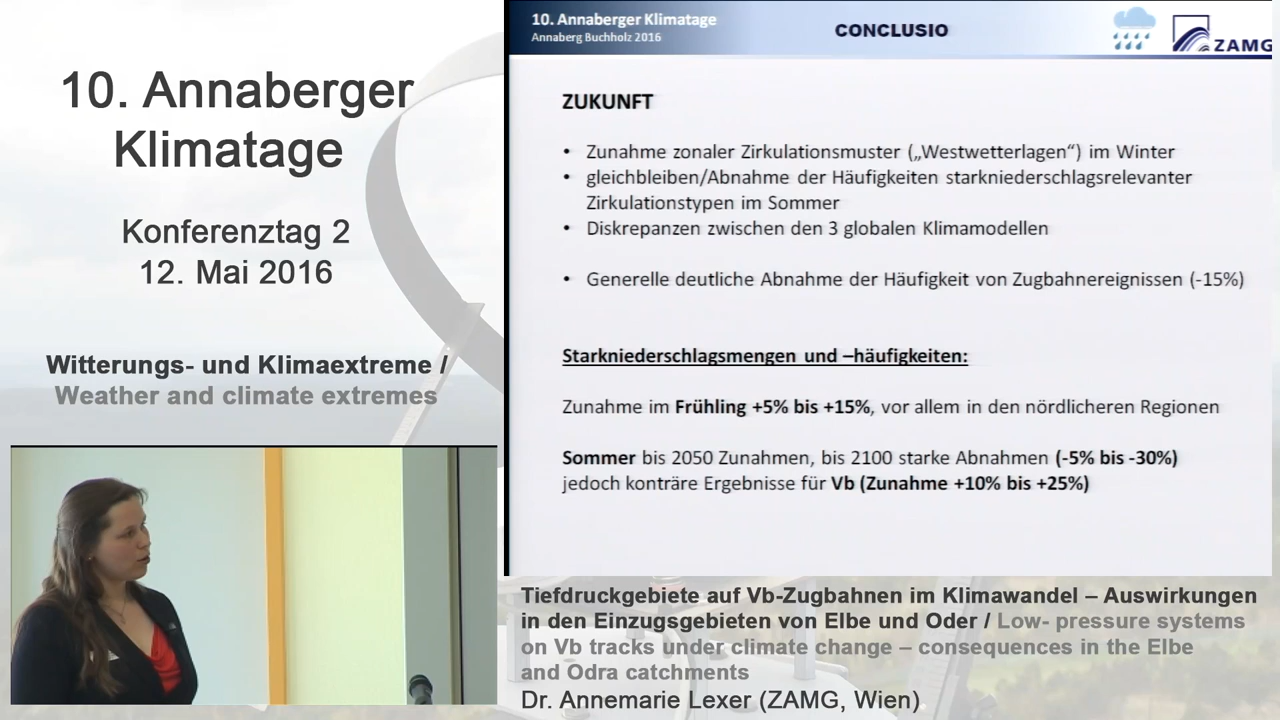 10. Annaberger
Klimatage
Konferenztag 2
12. Mai 2016
Witterungs- und Klimaextreme /
Weather and climate extremes
10. Annaberger Klimatage
Annaberg Buchholz 2016
CONCLUSIO
ZAMG
ZUKUNFT
• Zunahme zonaler Zirkulationsmuster („Westwetterlagen“) im Winter
• gleichbleiben/Abnahme der Häufigkeiten starkniederschlagsrelevanter
Zirkulationstypen im Sommer
• Diskrepanzen zwischen den 3 globalen Klimamodellen
• Generelle deutliche Abnahme der Häufigkeit von Zugbahnereignissen (-15%)
Starkniederschlagsmengen und –häufigkeiten:
Zunahme im Frühling +5% bis +15%, vor allem in den nördlicheren Regionen
Sommer bis 2050 Zunahmen, bis 2100 starke Abnahmen (-5% bis -30%)
jedoch konträre Ergebnisse für Vb (Zunahme +10% bis +25%)
Tiefdruckgebiete auf Vb-Zugbahnen im Klimawandel – Auswirkungen
in den Einzugsgebieten von Elbe und Oder / Low- pressure systems
on Vb tracks under climate change – consequences in the Elbe
and Odra catchments
Dr. Annemarie Lexer (ZAMG, Wien)